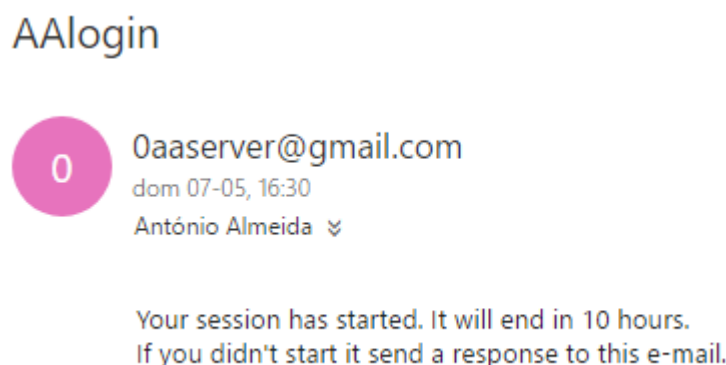 AAlogin
0
0aaserver@gmail.com
dom 07-05, 16:30
António Almeida
Your session has started. It will end in 10 hours.
If you didn't start it send a response to this e-mail.